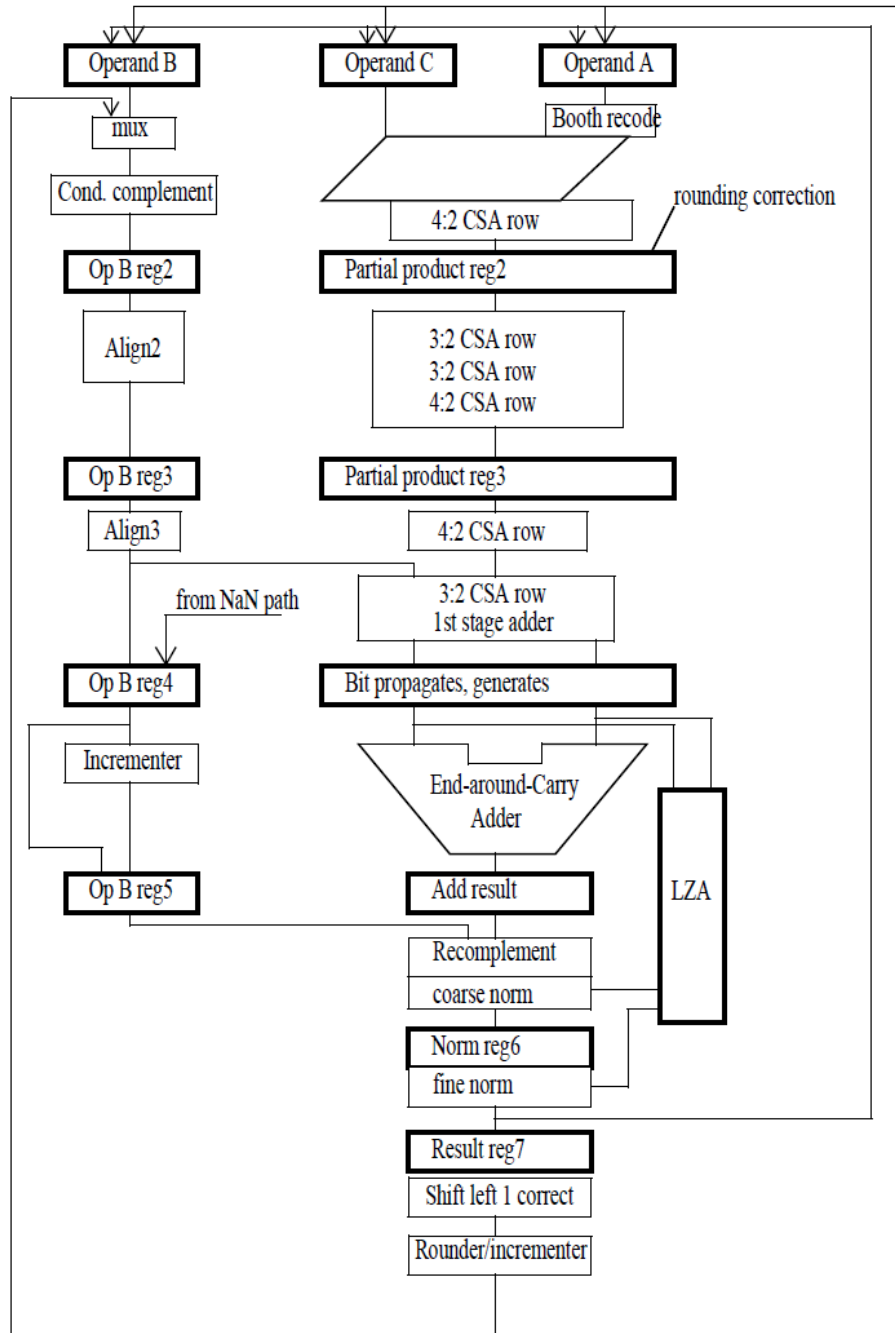 Operand B
Operand C
Operand A
Booth recode
mux
Cond. complement
4:2 CSA row
rounding correction
Op B reg2
Partial product reg2
Align2
3:2 CSA row
3:2 CSA row
4:2 CSA row
Op B reg3
Partial product reg3
Align3
4:2 CSA row
from NaN path
3:2 CSA row
1st stage adder
Op B reg4
Bit propagates, generates
Incrementer
End-around-Carry
Adder
Op B reg5
Add result
LZA
Recomplement
coarse norm
Norm reg6
fine norm
Result reg7
Shift left 1 correct
Rounder/incrementer